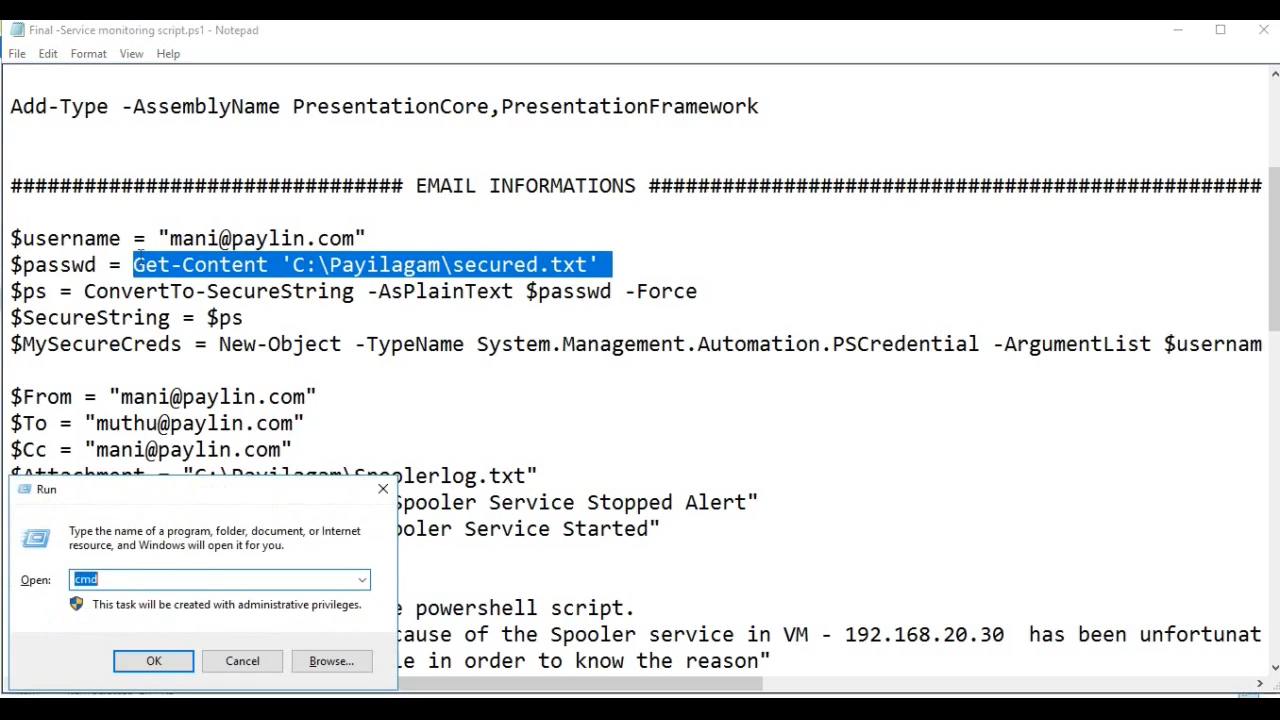 Final -Service monitoring script.ps1 - Notepad
File Edit Format View Help
Add-Type -AssemblyName PresentationCore,PresentationFramework
################################ EMAIL INFORMATIONS ##################################################
$username = "mani@paylin.com"
$passwd = Get-Content 'C:\Payilagam\secured.txt'
$ps = ConvertTo-SecureString -AsPlainText $passwd -Force
$SecureString = $ps
$MySecureCreds = New-Object -TypeName System.Management.Automation.PSCredential -ArgumentList $usernam
$From = "mani@paylin.com"
$To = "muthu@paylin.com"
$Cc = "mani@paylin.com"
$Attachment = "C:\Payilagam\Spoolerlog.txt"
Spooler Service Stopped Alert"
ooler Service Started"
e powershell script.
cause of the Spooler service in VM - 192.168.20.30 has been unfortunat
le in order to know the reason"
Run
Type the name of a program, folder, document, or Internet
resource, and Windows will open it for you.
Open: cmd
This task will be created with administrative privileges.
OK Cancel Browse...